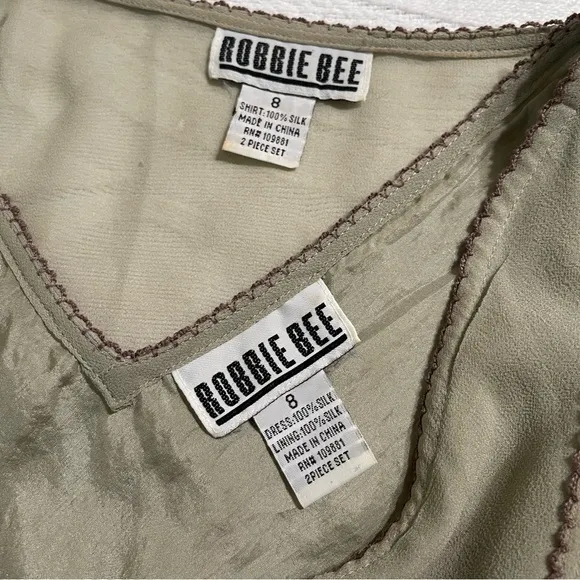 ROBBIE BEE
8
SHIRT:100% SILK
MADE IN CHINA
RN# 109881
2 PIECE SET
ROBBIE BEE
8
DRESS:100%SILK
LINING:100%SILK
MADE IN CHINA
RN# 109881
2PIECE SET